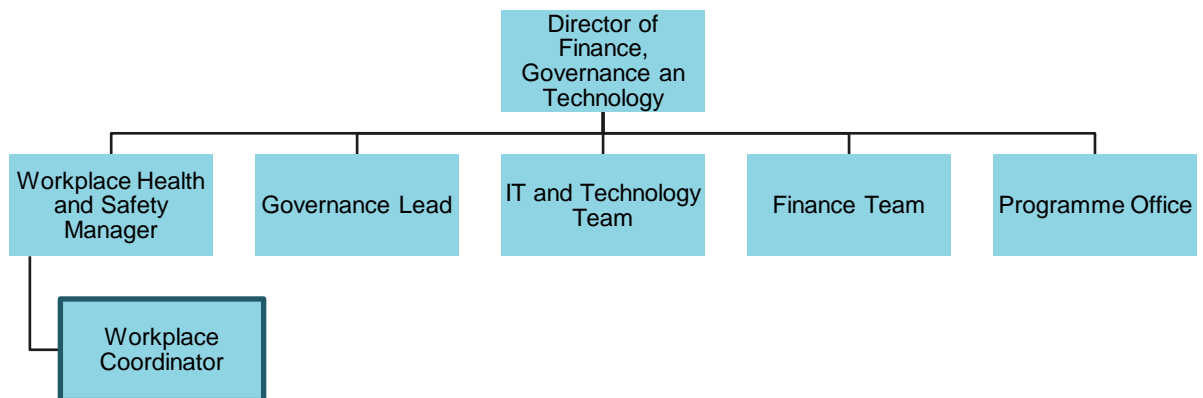 Director of
Finance,
Governance an
Technology
Workplace Health
and Safety
Manager
Governance Lead
IT and Technology
Team
Finance Team
Programme Office
Workplace
Coordinator